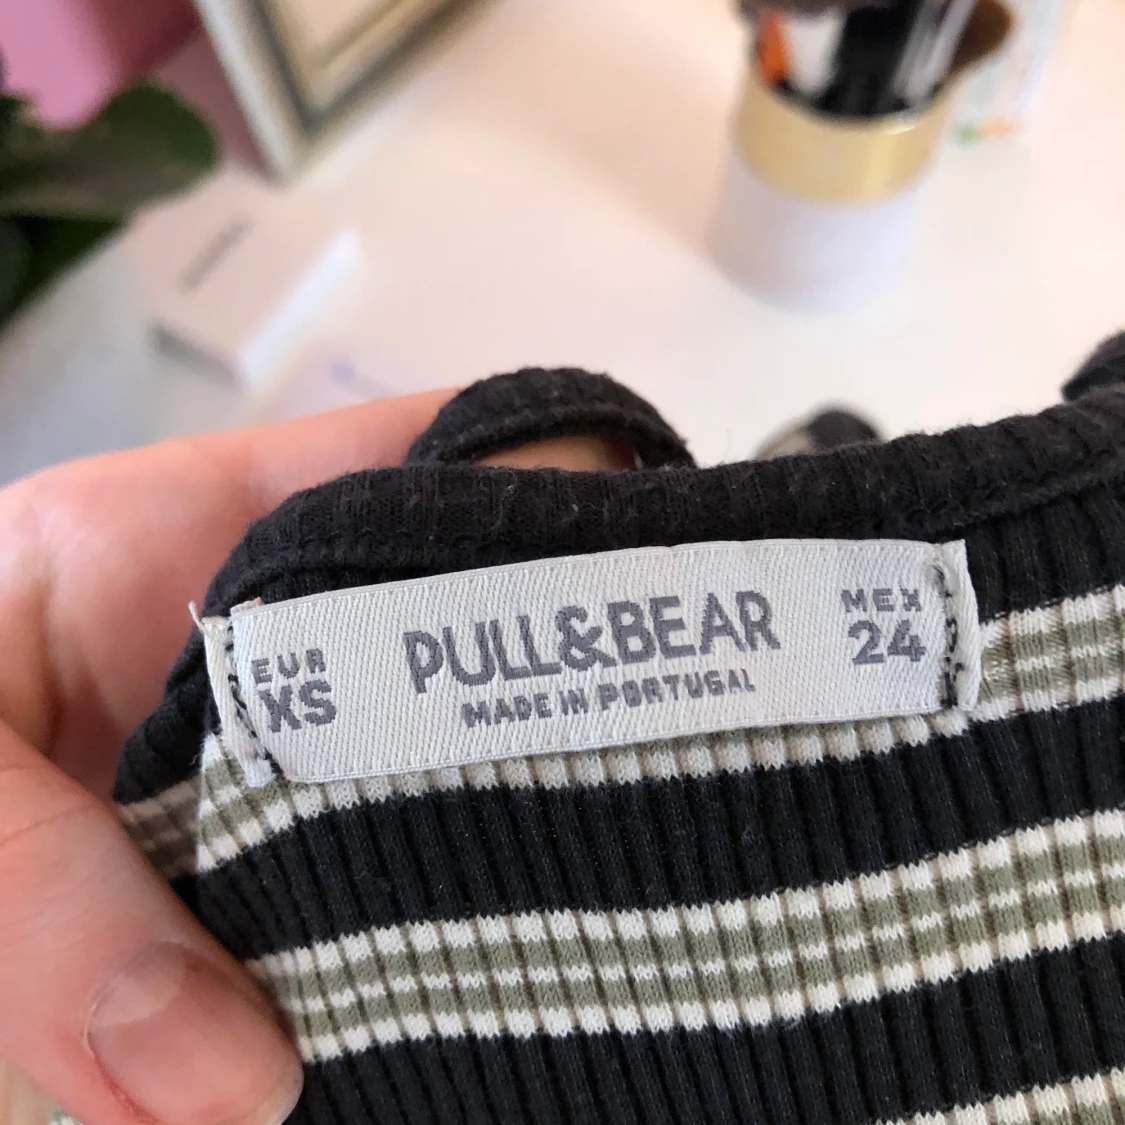 EUR
XS
PULL&BEAR
MADE IN PORTUGAL
MEX
24